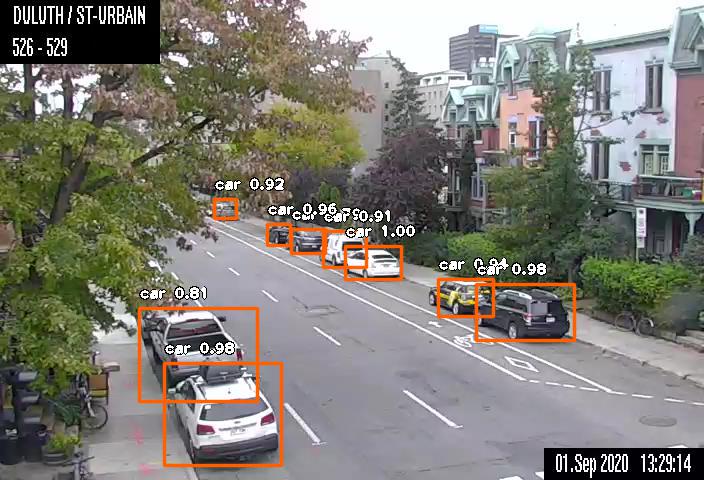 DULUTH / ST-URBAIN
526 - 529
car 0.92
car 0.96
car 0.91
car 1.00
car 0.94
car 0.98
car 0.81
car 0.98
01.Sep 2020 13:29:14